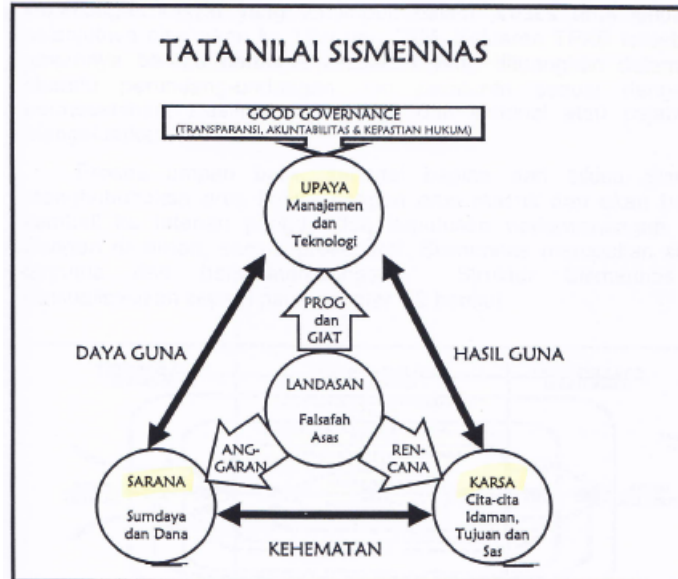 TATA NILAI SISMENNAS
GOOD GOVERNANCE
(TRANSPARANSI, AKUNTABILITAS & KEPASTIAN HUKUM)
UPAYA
Manajemen
dan
Teknologi
PROG
dan
GIAT
DAYA GUNA
HASIL GUNA
LANDASAN
Falsafah
Asas
ANG-
GARAN
REN-
CANA
SARANA
Sumdaya
dan Dana
KARSA
Cita-cita
Idaman,
Tujuan dan
Sas
KEHEMATAN